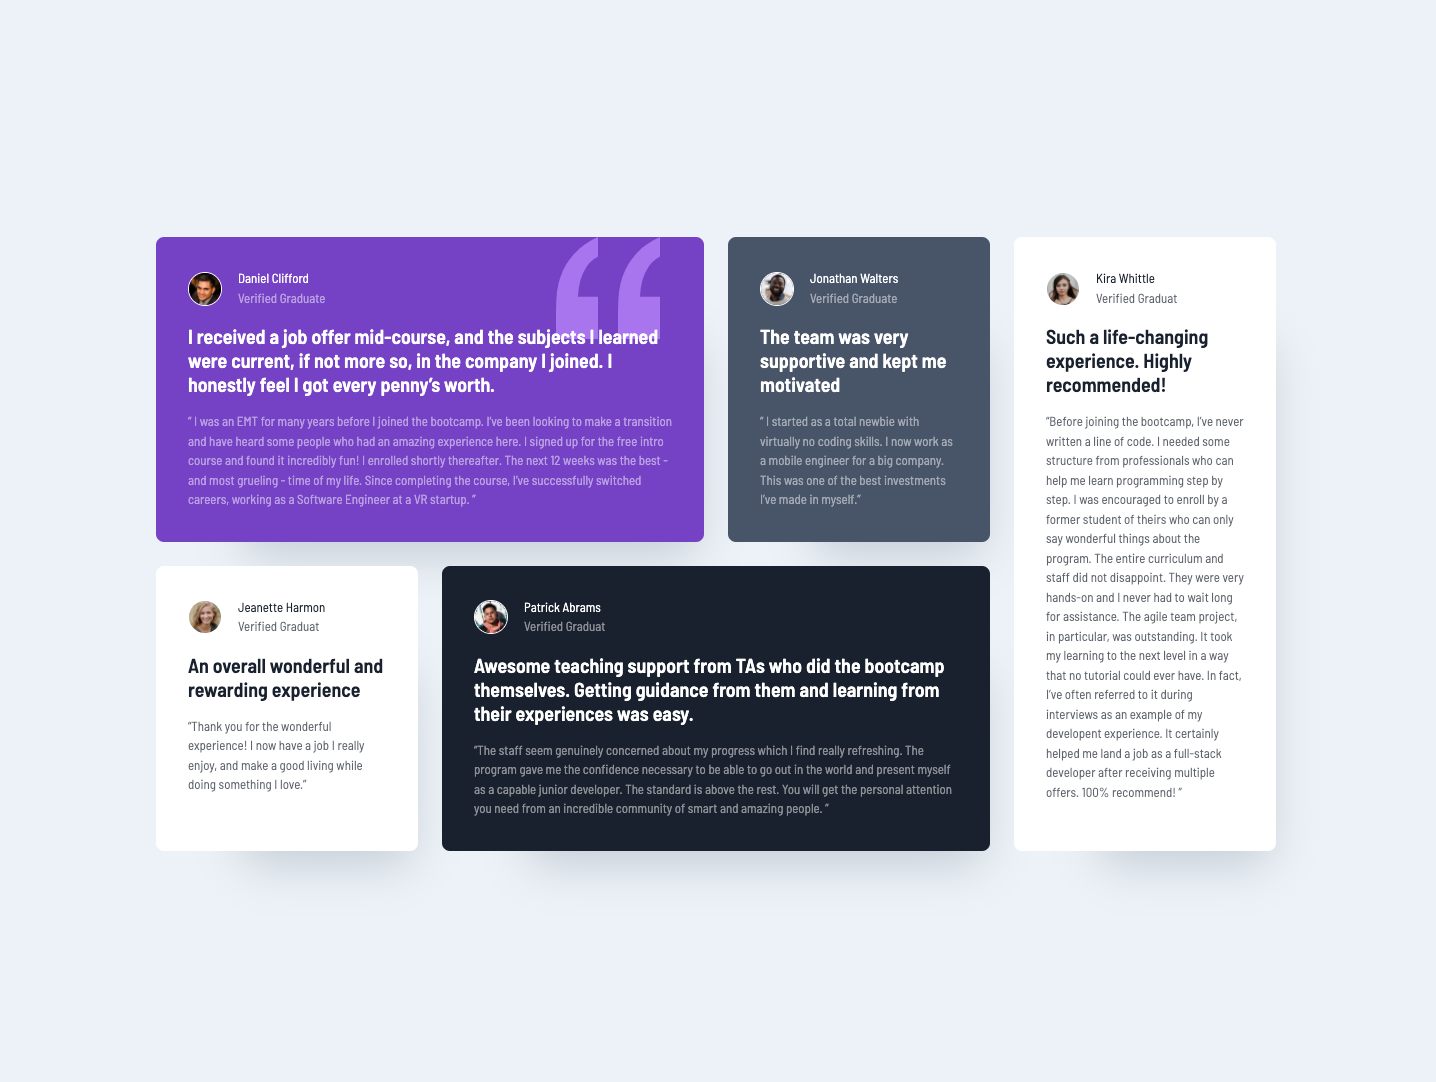 Daniel Clifford
Verified Graduate
I received a job offer mid-course, and the subjects I learned
were current, if not more so, in the company I joined. I
honestly feel I got every penny’s worth.
“ I was an EMT for many years before I joined the bootcamp. I’ve been looking to make a transition
and have heard some people who had an amazing experience here. I signed up for the free intro
course and found it incredibly fun! I enrolled shortly thereafter. The next 12 weeks was the best -
and most grueling - time of my life. Since completing the course, I’ve successfully switched
careers, working as a Software Engineer at a VR startup. ”
Jonathan Walters
Verified Graduate
The team was very
supportive and kept me
motivated
“ I started as a total newbie with
virtually no coding skills. I now work as
a mobile engineer for a big company.
This was one of the best investments
I’ve made in myself.”
Kira Whittle
Verified Graduat
Such a life-changing
experience. Highly
recommended!
“Before joining the bootcamp, I’ve never
written a line of code. I needed some
structure from professionals who can
help me learn programming step by
step. I was encouraged to enroll by a
former student of theirs who can only
say wonderful things about the
program. The entire curriculum and
staff did not disappoint. They were very
hands-on and I never had to wait long
for assistance. The agile team project,
in particular, was outstanding. It took
my learning to the next level in a way
that no tutorial could ever have. In fact,
I’ve often referred to it during
interviews as an example of my
developent experience. It certainly
helped me land a job as a full-stack
developer after receiving multiple
offers. 100% recommend! ”
Jeanette Harmon
Verified Graduat
An overall wonderful and
rewarding experience
“Thank you for the wonderful
experience! I now have a job I really
enjoy, and make a good living while
doing something I love.”
Patrick Abrams
Verified Graduat
Awesome teaching support from TAs who did the bootcamp
themselves. Getting guidance from them and learning from
their experiences was easy.
“The staff seem genuinely concerned about my progress which I find really refreshing. The
program gave me the confidence necessary to be able to go out in the world and present myself
as a capable junior developer. The standard is above the rest. You will get the personal attention
you need from an incredible community of smart and amazing people. ”